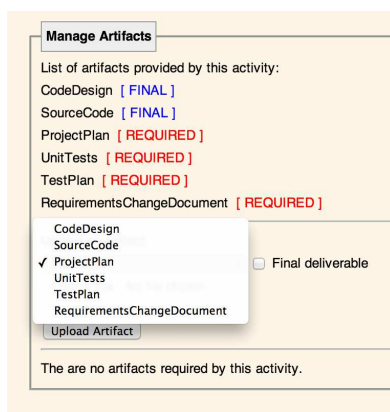 Manage Artifacts
List of artifacts provided by this activity:
CodeDesign [ FINAL ]
SourceCode [ FINAL ]
ProjectPlan [ REQUIRED ]
UnitTests [ REQUIRED ]
TestPlan [ REQUIRED ]
RequirementsChangeDocument [ REQUIRED ]
CodeDesign
SourceCode
✓ ProjectPlan Final deliverable
UnitTests
TestPlan
RequirementsChangeDocument
Upload Artifact
The are no artifacts required by this activity.